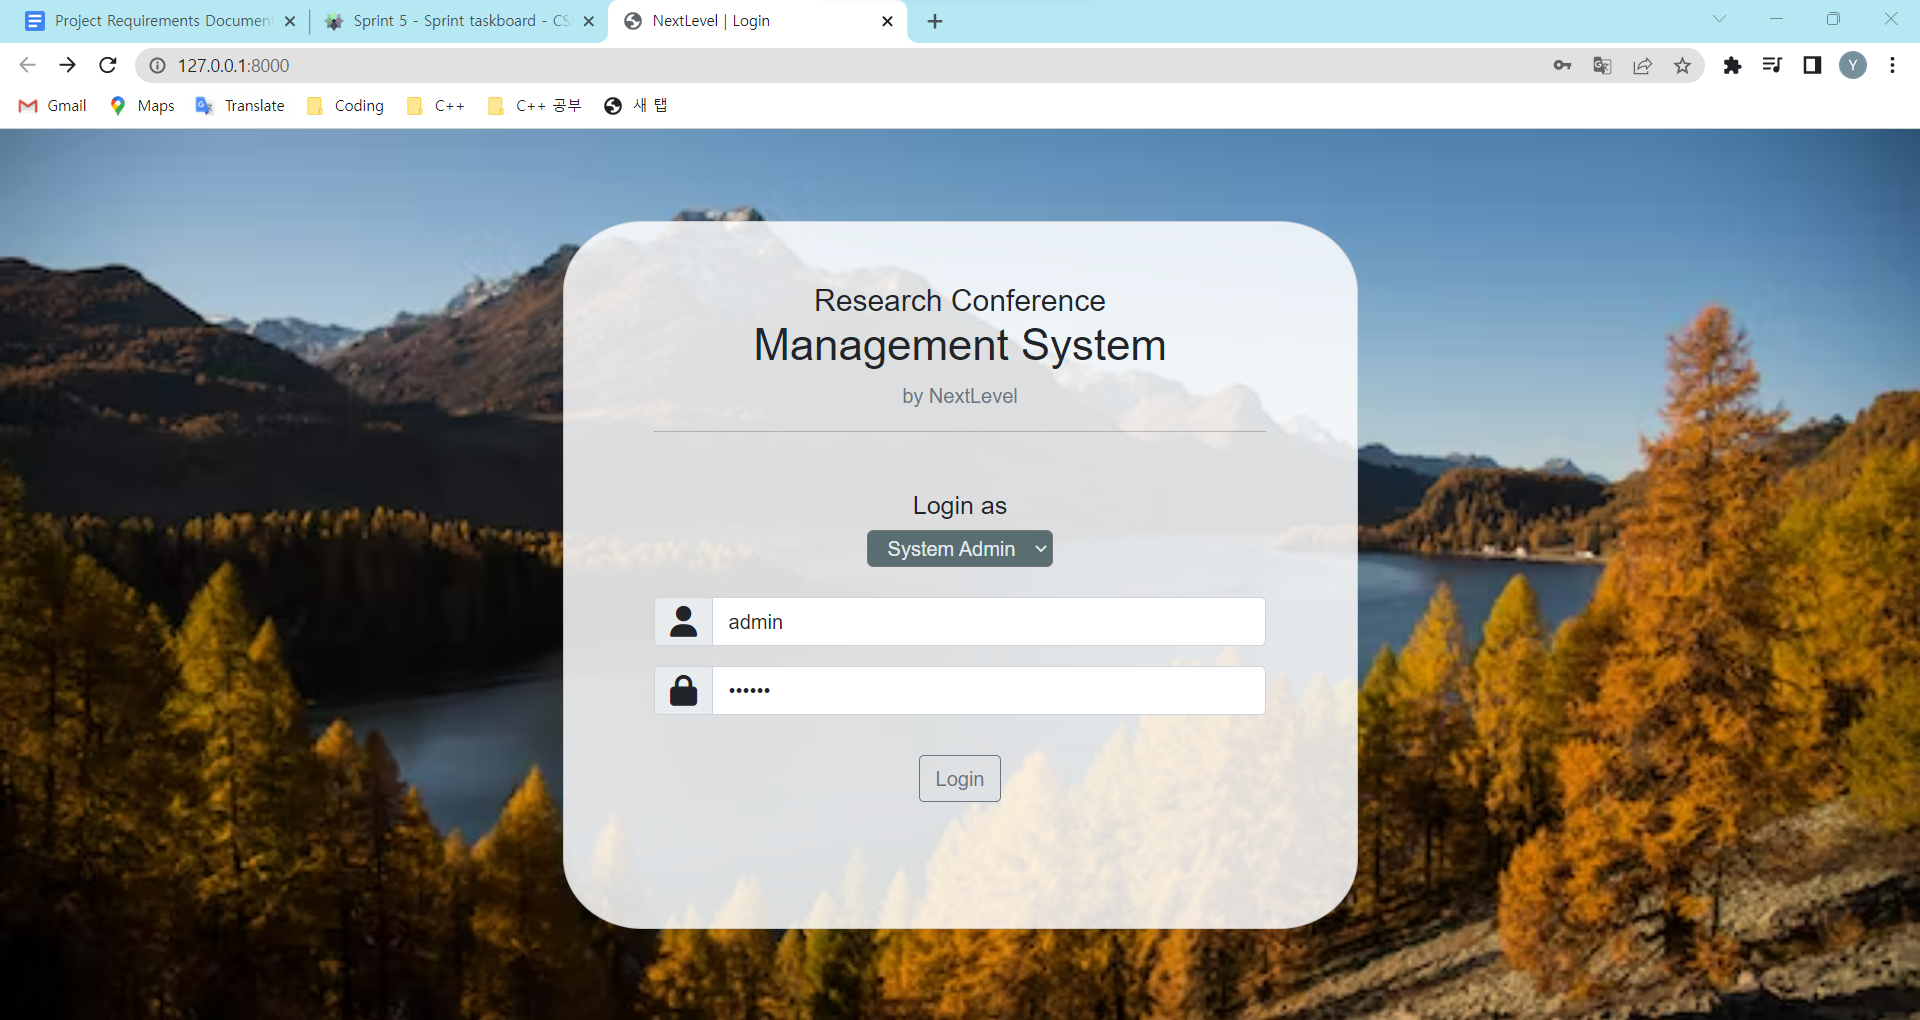 Project Requirements Documen
Sprint 5 - Sprint taskboard - CS
NextLevel | Login
127.0.0.1:8000
Y
Gmail
Maps
Translate
Coding
C++
C++ 공부
새 탭
Research Conference
Management System
by NextLevel
Login as
System Admin
admin
••••••
Login